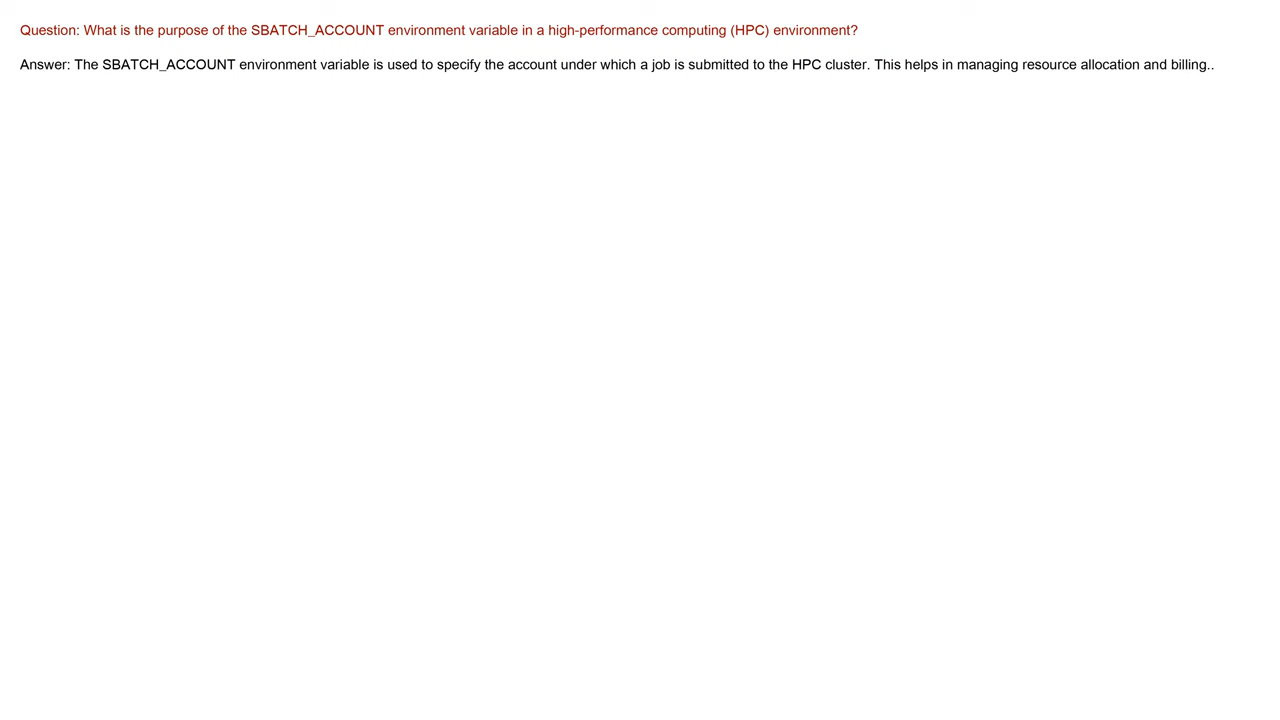 Question: What is the purpose of the SBATCH_ACCOUNT environment variable in a high-performance computing (HPC) environment?
Answer: The SBATCH_ACCOUNT environment variable is used to specify the account under which a job is submitted to the HPC cluster. This helps in managing resource allocation and billing..